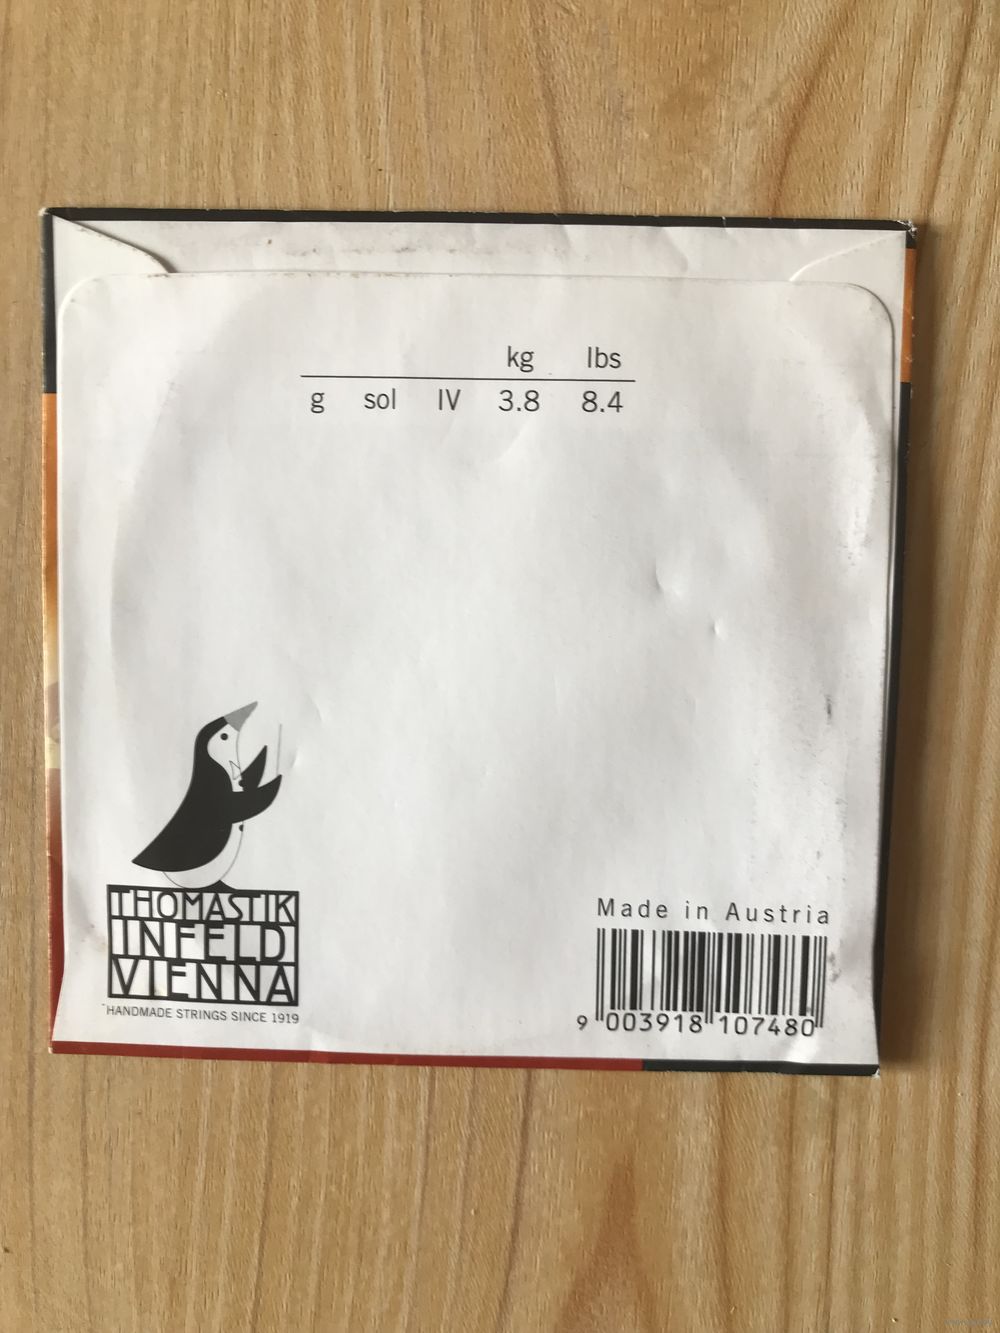 kg lbs
g sol IV 3.8 8.4
THOMASTIK
INFELD
VIENNA
HANDMADE STRINGS SINCE 1919
Made in Austria
9 003918 107480